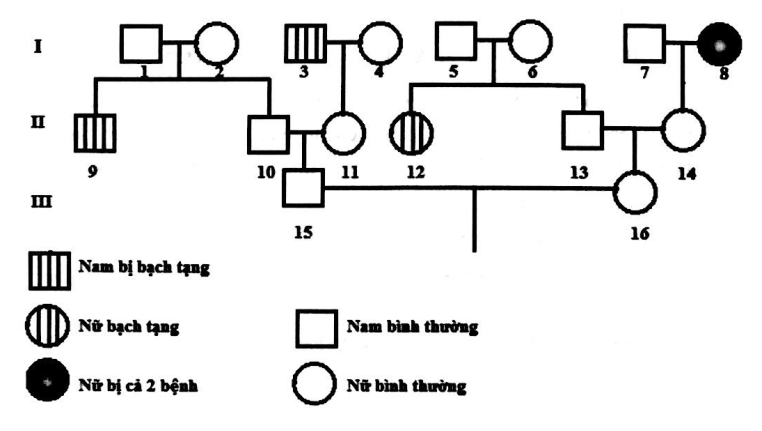 I
1 2 3 4 5 6 7 8
II
9 10 11 12 13 14
III
15 16
Nam bị bạch tạng
Nữ bạch tạng Nam bình thường
Nữ bị cả 2 bệnh Nữ bình thường